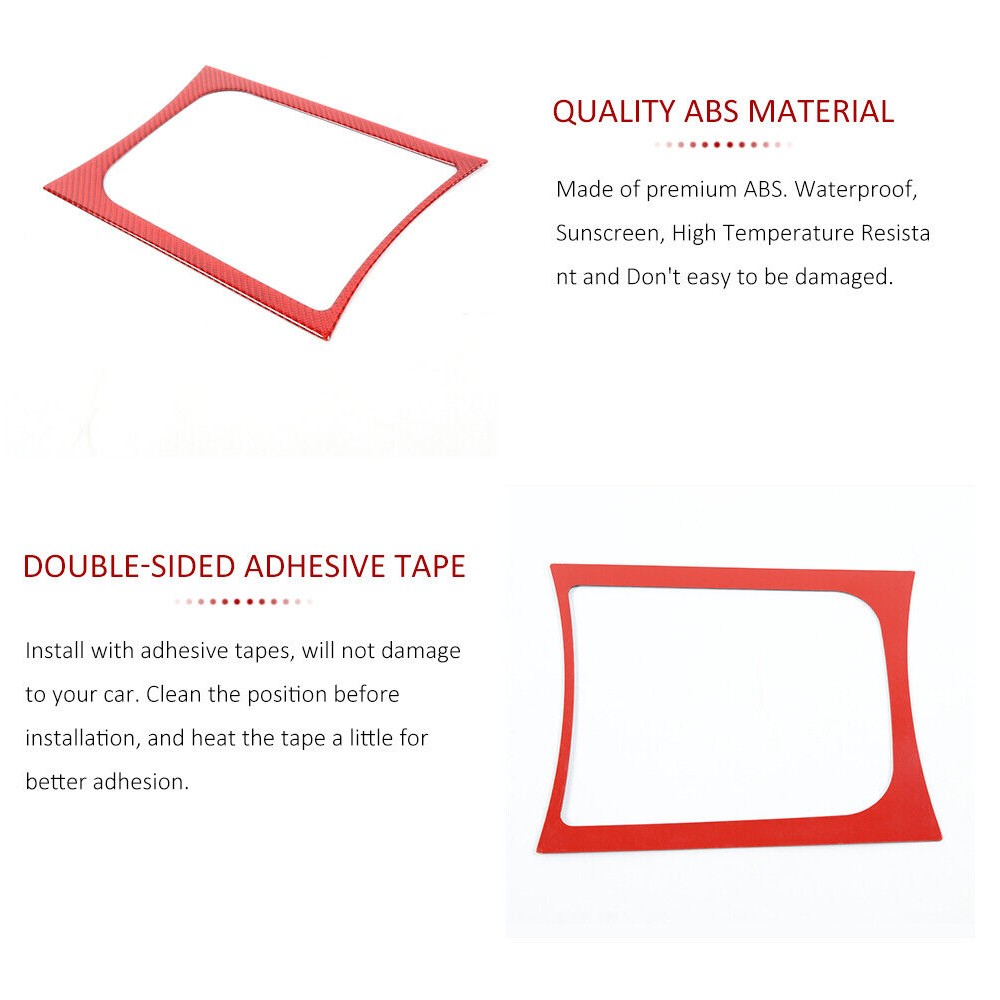 QUALITY ABS MATERIAL
Made of premium ABS. Waterproof,
Sunscreen, High Temperature Resista
nt and Don't easy to be damaged.
DOUBLE-SIDED ADHESIVE TAPE
Install with adhesive tapes, will not damage
to your car. Clean the position before
installation, and heat the tape a little for
better adhesion.